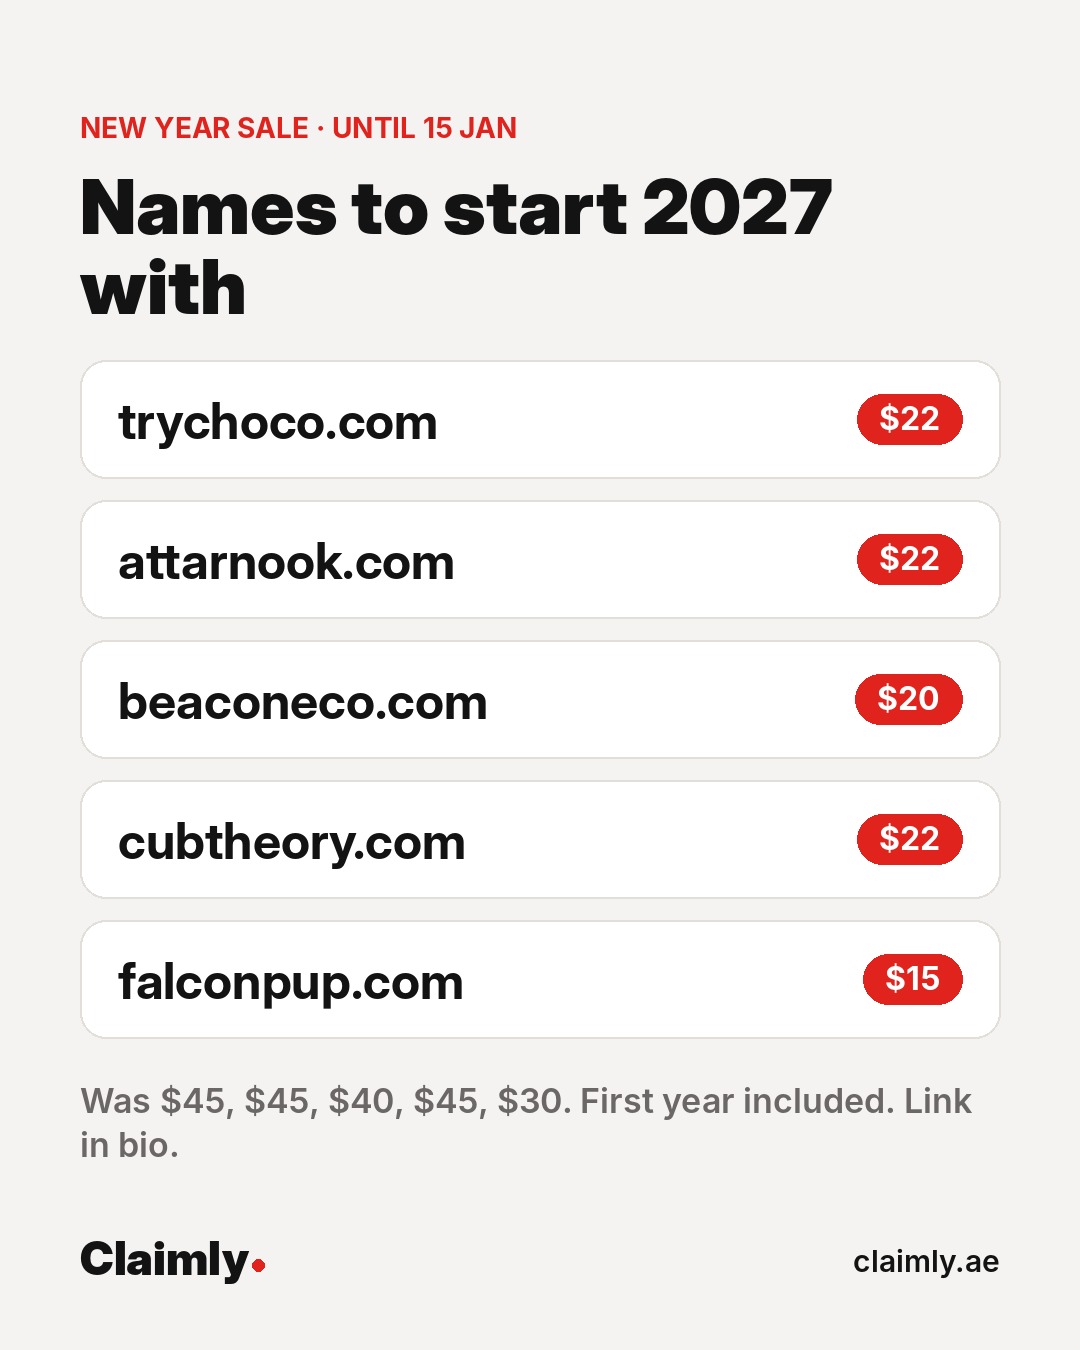 NEW YEAR SALE · UNTIL 15 JAN
Names to start 2027
with
trychoco.com $22
attarnook.com $22
beaconeco.com $20
cubtheory.com $22
falconpup.com $15
Was $45, $45, $40, $45, $30. First year included. Link
in bio.
Claimly. claimly.ae